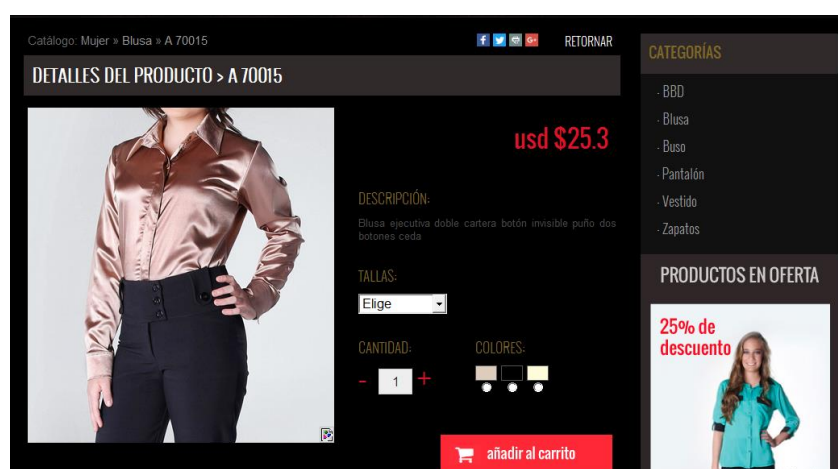 Catálogo: Mujer » Blusa » A 70015
RETORNAR
DETALLES DEL PRODUCTO > A 70015
usd $25.3
DESCRIPCIÓN:
Blusa ejecutiva doble cartera botón invisible puño dos
botones ceda
TALLAS:
Elige
CANTIDAD:
COLORES:
- 1 +
añadir al carrito
CATEGORÍAS
· BBD
· Blusa
· Buso
· Pantalón
· Vestido
· Zapatos
PRODUCTOS EN OFERTA
25% de
descuento